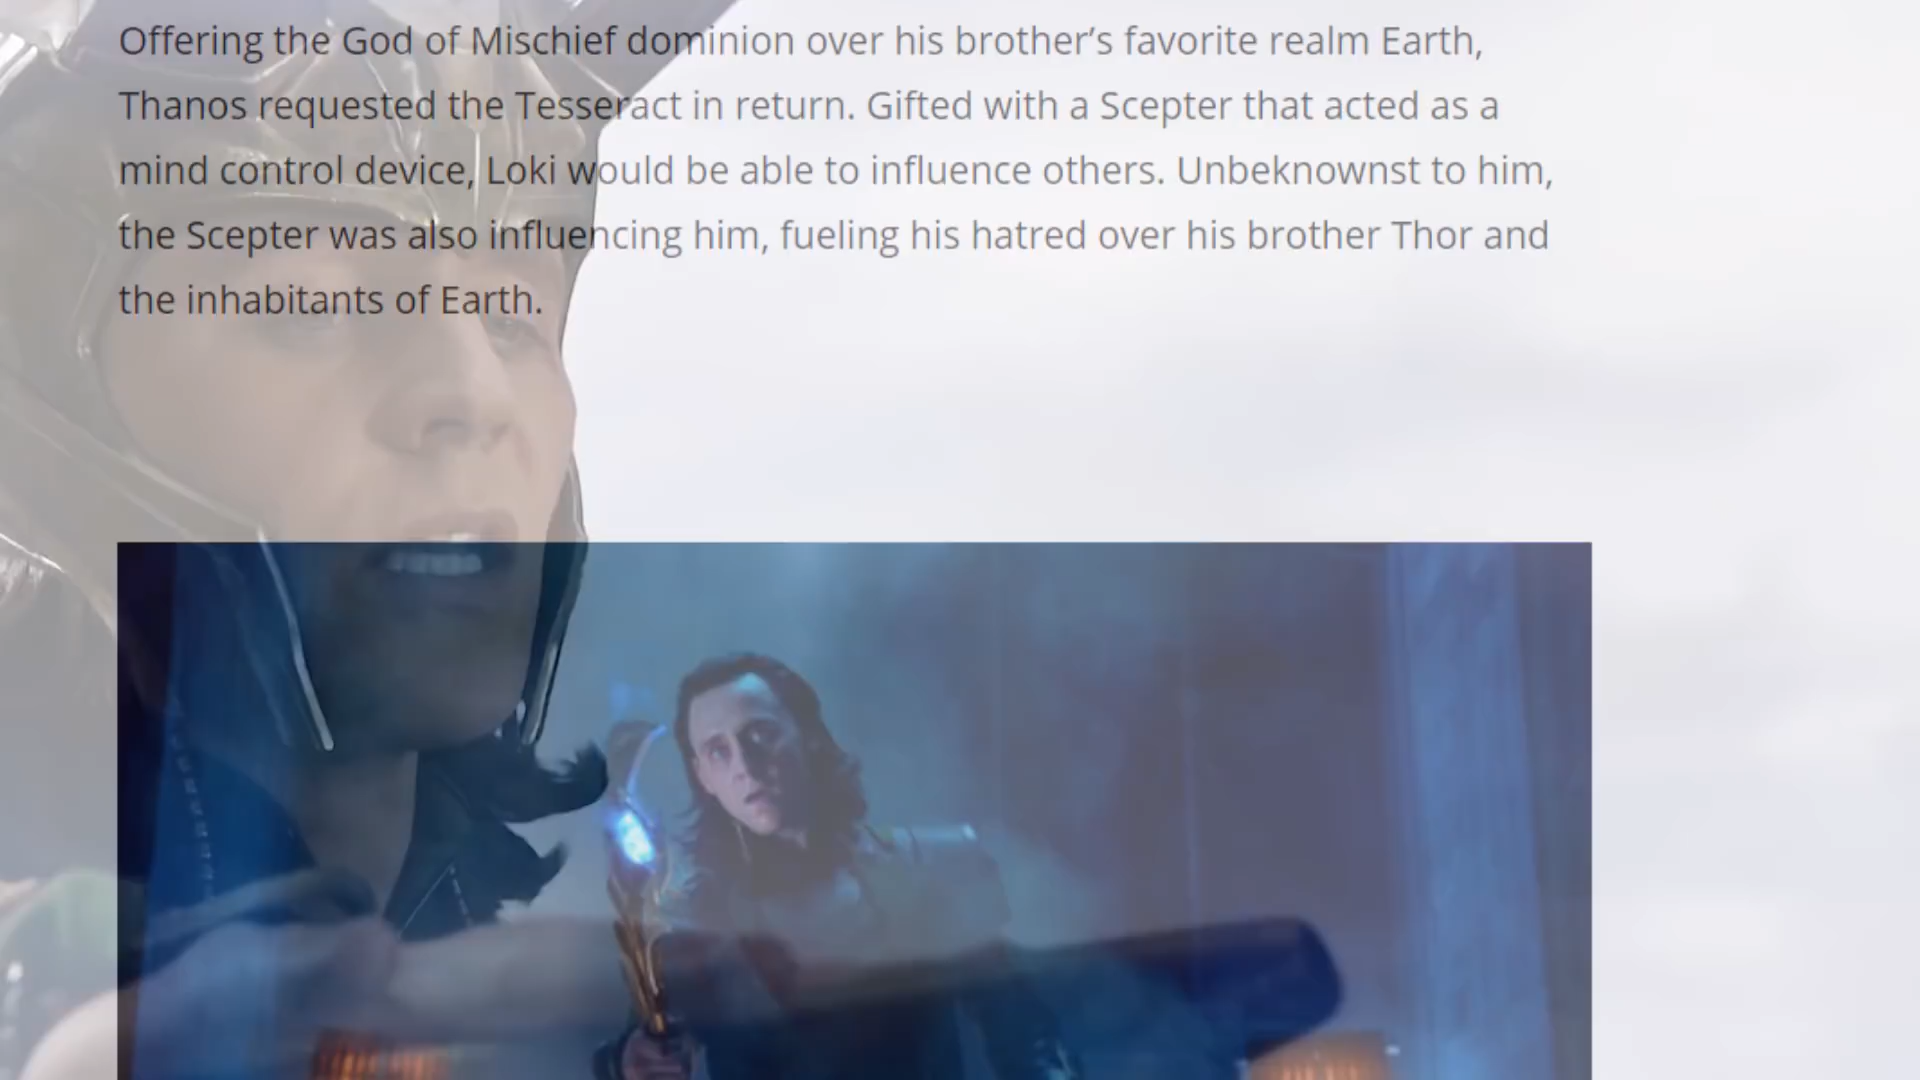 Offering the God of Mischief dominion over his brother’s favorite realm Earth,
Thanos requested the Tesseract in return. Gifted with a Scepter that acted as a
mind control device, Loki would be able to influence others. Unbeknownst to him,
the Scepter was also influencing him, fueling his hatred over his brother Thor and
the inhabitants of Earth.